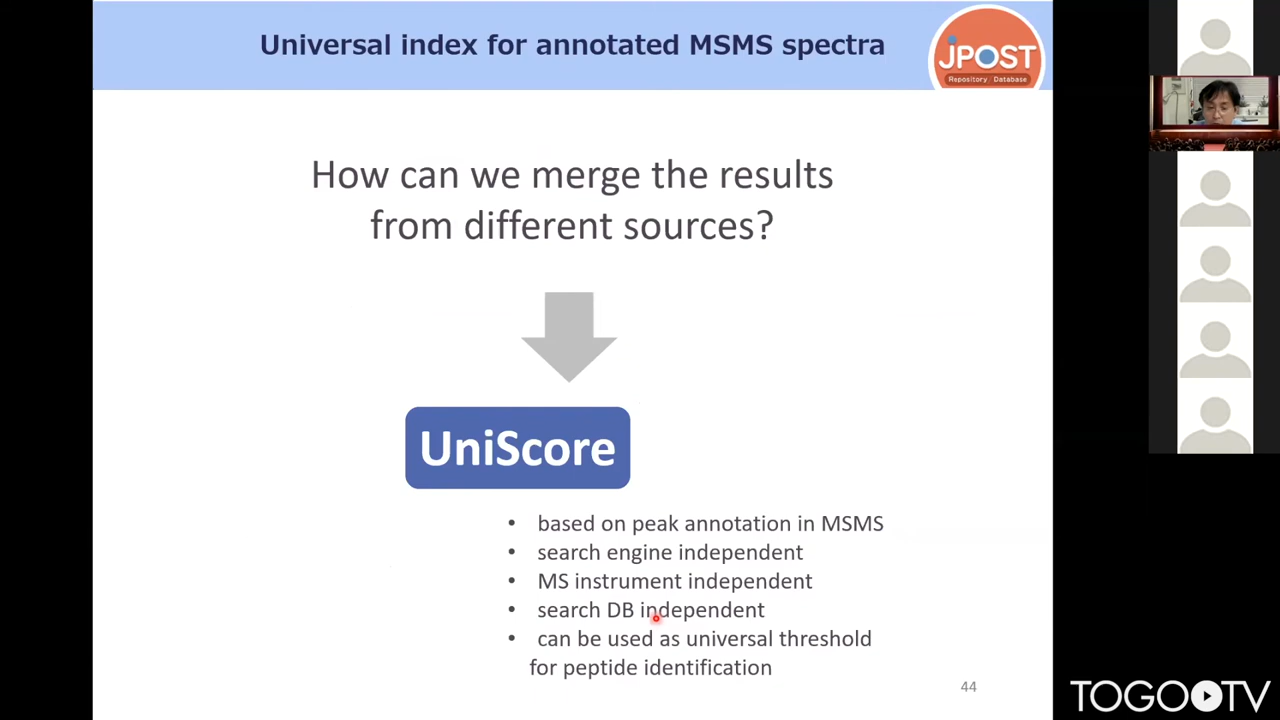 Universal index for annotated MSMS spectra
jPOST
Repository Database
How can we merge the results
from different sources?
UniScore
• based on peak annotation in MSMS
• search engine independent
• MS instrument independent
• search DB independent
• can be used as universal threshold
for peptide identification
44
TOGO TV